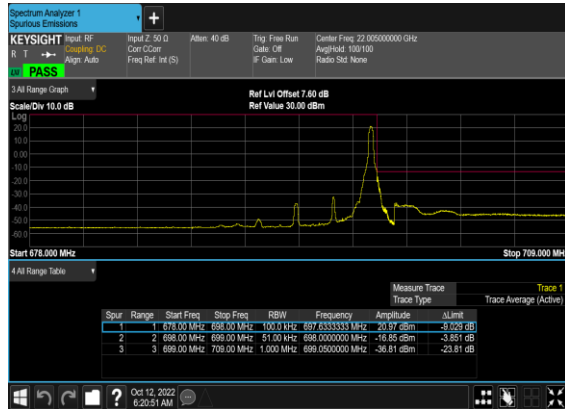 Spectrum Analyzer 1
Spurious Emissions
KEYSIGHT Input: RF Input Z: 50 Ω Atten: 40 dB Trig: Free Run Center Freq: 22.005000000 GHz
R T Coupling: DC Corr CCorr Gate: Off Avg|Hold: 100/100
Align: Auto Freq Ref: Int (S) IF Gain: Low Radio Std: None
PASS
3 All Range Graph Ref Lvl Offset 7.60 dB
Scale/Div 10.0 dB Ref Value 30.00 dBm
Log
20.0
10.0
0.00
-10.0
-20.0
-30.0
-40.0
-50.0
-60.0
Start 678.000 MHz Stop 709.000 MHz
4 All Range Table
Measure Trace Trace 1
Trace Type Trace Average (Active)
Spur Range Start Freq Stop Freq RBW Frequency Amplitude ΔLimit
1 1 678.00 MHz 698.00 MHz 100.0 kHz 697.6333333 MHz 20.97 dBm -9.029 dB
2 2 698.00 MHz 699.00 MHz 51.00 kHz 698.0000000 MHz -16.85 dBm -3.851 dB
3 3 699.00 MHz 709.00 MHz 1.000 MHz 699.0500000 MHz -36.81 dBm -23.81 dB
? Oct 12, 2022
6:20:51 AM